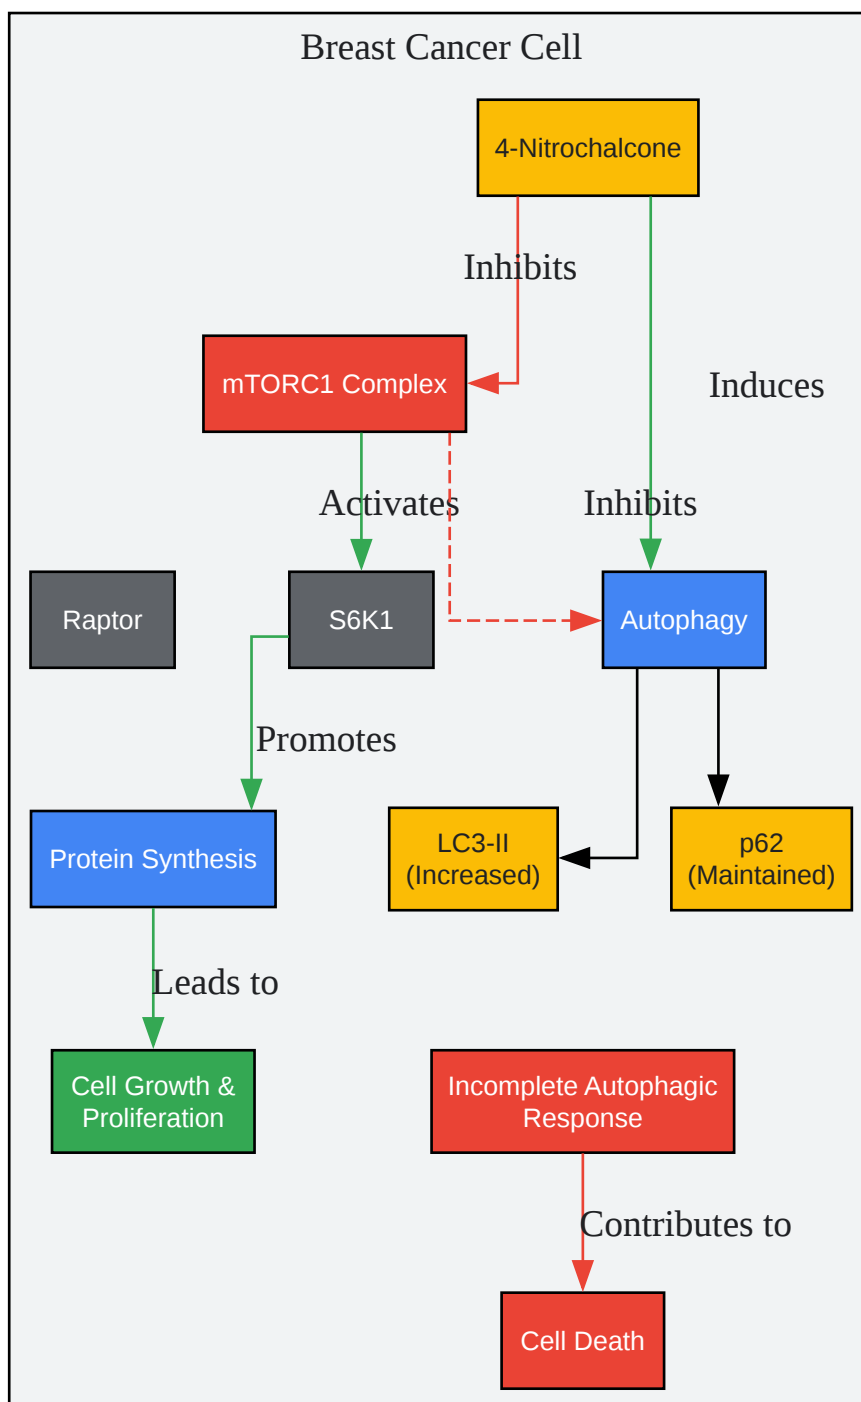 Breast Cancer Cell
4-Nitrochalcone
Inhibits
mTORC1 Complex
Induces
Activates
Inhibits
Raptor
S6K1
Autophagy
Promotes
Protein Synthesis
LC3-II
(Increased)
p62
(Maintained)
Leads to
Cell Growth &
Proliferation
Incomplete Autophagic
Response
Contributes to
Cell Death